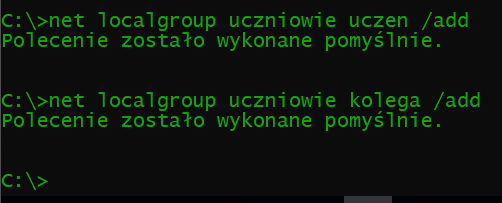 C:\>net localgroup uczniowie uczen /add
Polecenie zostało wykonane pomyślnie.
C:\>net localgroup uczniowie kolega /add
Polecenie zostało wykonane pomyślnie.
C:\>